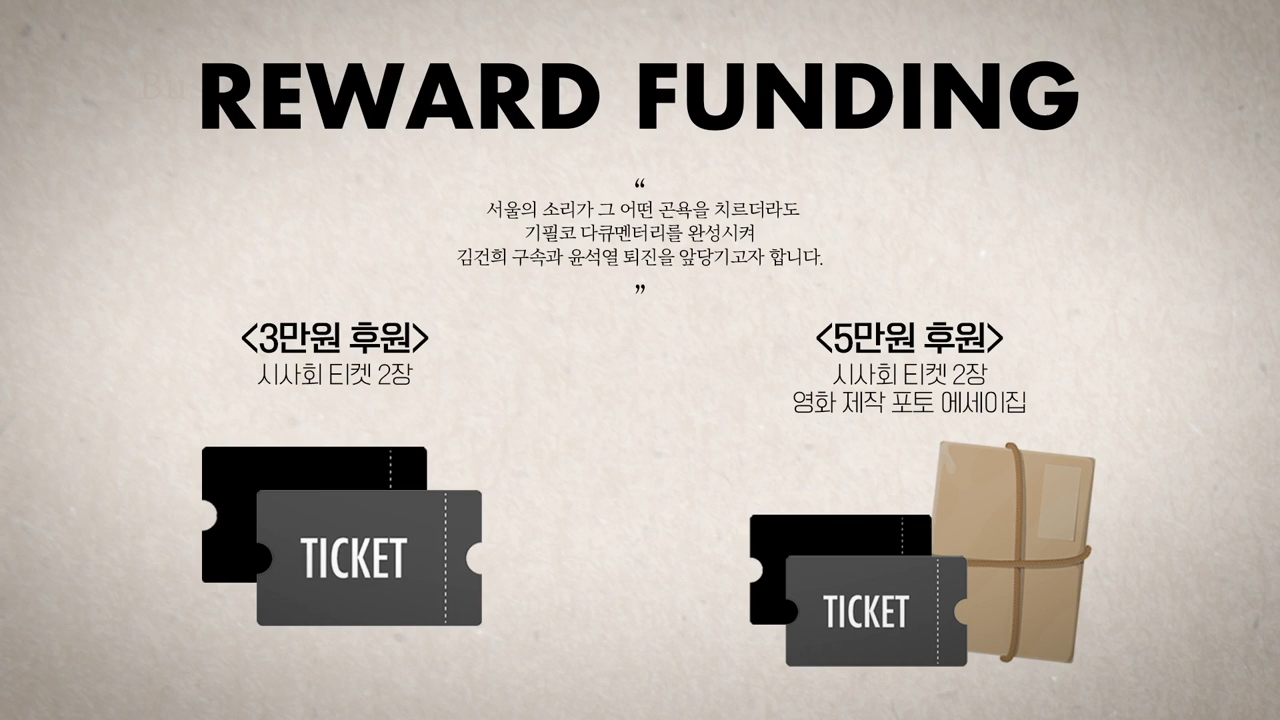 REWARD FUNDING
“
서울의 소리가 그 어떤 곤욕을 치르더라도
기필코 다큐멘터리를 완성시켜
김건희 구속과 윤석열 퇴진을 앞당기고자 합니다.
”
<3만원 후원>
시사회 티켓 2장
<5만원 후원>
시사회 티켓 2장
영화 제작 포토 에세이집
TICKET
TICKET